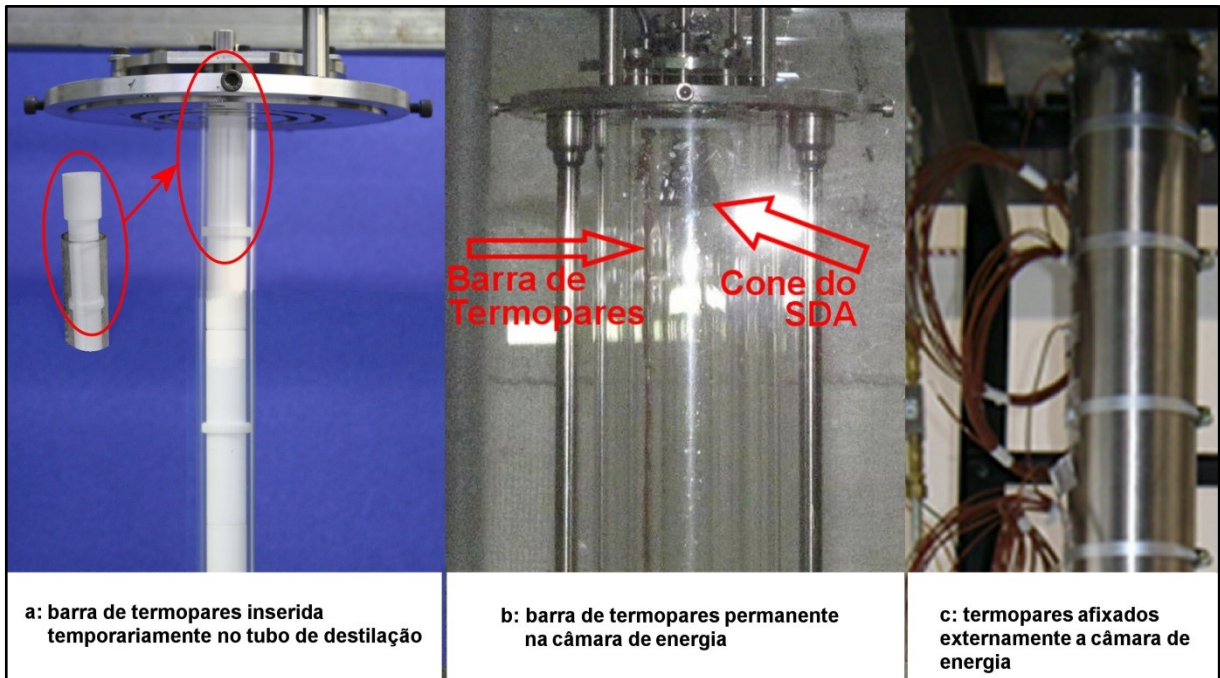 Barra de
Termopares
Cone do
SDA
a: barra de termopares inserida
temporariamente no tubo de destilação
b: barra de termopares permanente
na câmara de energia
c: termopares afixados
externamente a câmara de
energia